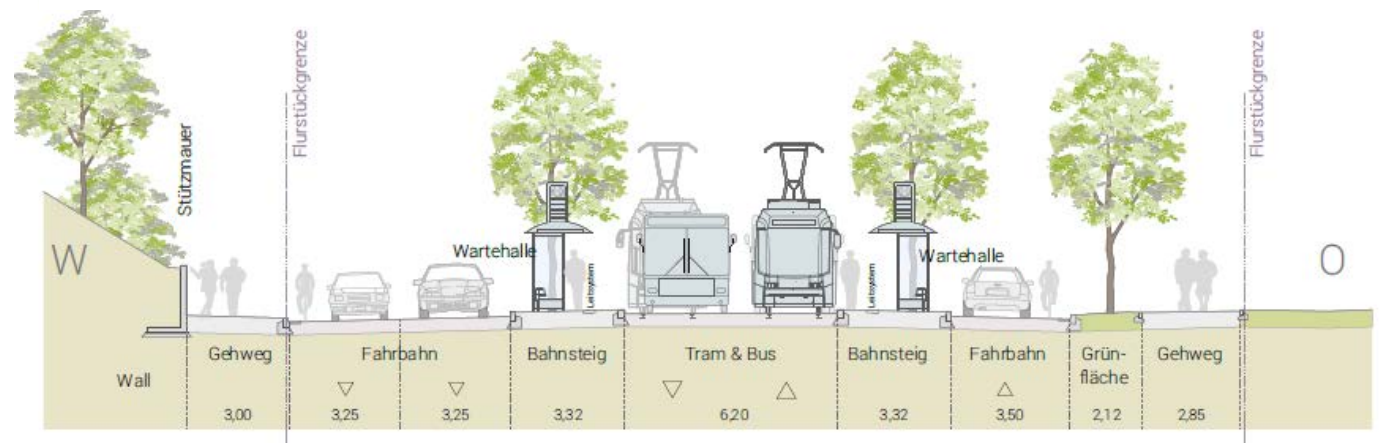 Flurstückgrenze
Flurstückgrenze
Stützmauer
W
Wartehalle
Wartehalle
O
Leitsystem
Leitsystem
Gehweg
Fahrbahn
Bahnsteig
Tram & Bus
Bahnsteig
Fahrbahn
Grün-
fläche
Gehweg
Wall
3,00
3,25
3,25
3,32
6,20
3,32
3,50
2,12
2,85